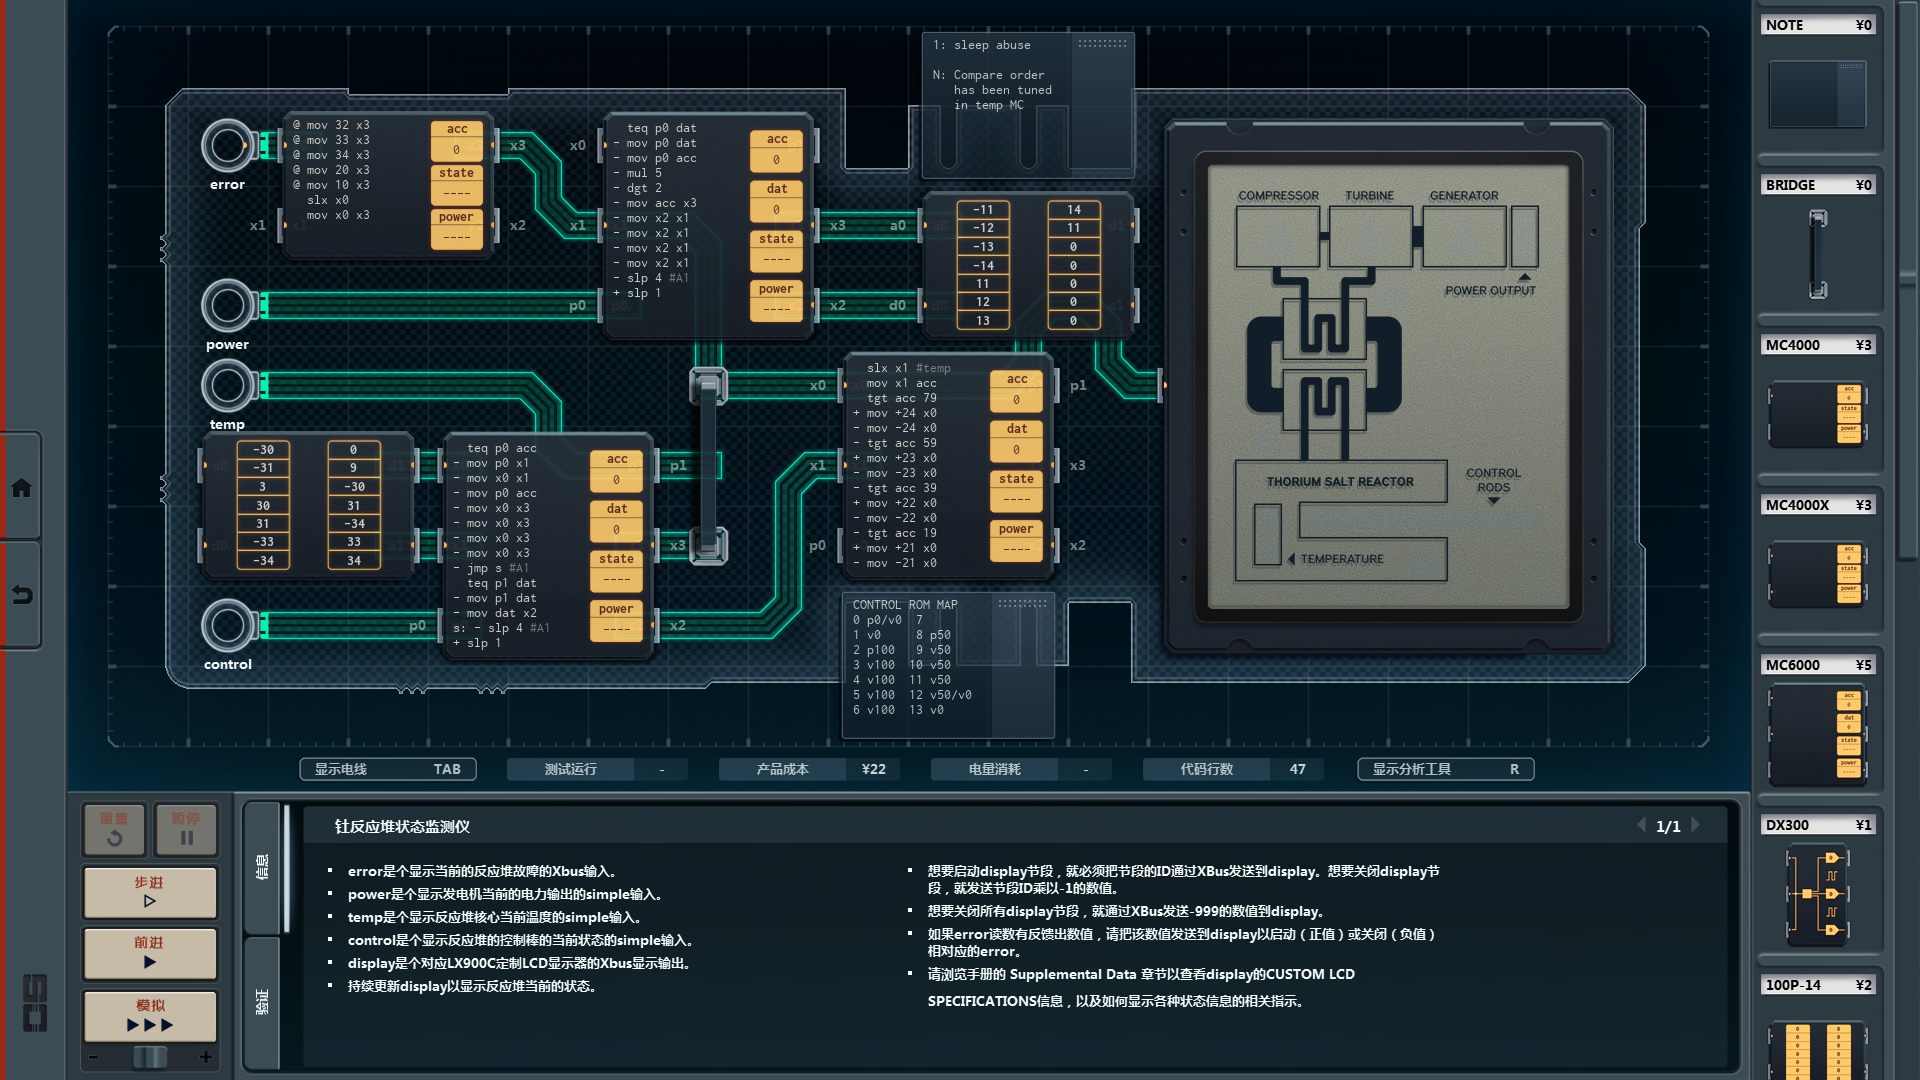 1: sleep abuse
N: Compare order
has been tuned
in temp MC
error
power
temp
control
@ mov 32 x3
@ mov 33 x3
@ mov 34 x3
@ mov 20 x3
@ mov 10 x3
slx x0
mov x0 x3
acc
0
state
----
power
----
x1
x3
x2
teq p0 dat
- mov p0 dat
- mov p0 acc
- mul 5
- dgt 2
- mov acc x3
- mov x2 x1
- mov x2 x1
- mov x2 x1
- mov x2 x1
- slp 4 #A1
+ slp 1
acc
0
dat
0
state
----
power
----
x0
x1
p0
x3
x2
a0
d0
-11 14
-12 11
-13 0
-14 0
11 0
12 0
13 0
-30 0
-31 9
3 -30
30 31
31 -34
-33 33
-34 34
teq p0 acc
- mov p0 x1
- mov x0 x1
- mov p0 acc
- mov x0 x3
- mov x0 x3
- mov x0 x3
- mov x0 x3
- jmp s #A1
teq p1 dat
- mov p1 dat
- mov dat x2
s: - slp 4 #A1
+ slp 1
acc
0
dat
0
state
----
power
----
p0
p1
x3
x2
slx x1 #temp
mov x1 acc
tgt acc 79
+ mov +24 x0
- mov -24 x0
- tgt acc 59
+ mov +23 x0
- mov -23 x0
- tgt acc 39
+ mov +22 x0
- mov -22 x0
- tgt acc 19
+ mov +21 x0
- mov -21 x0
acc
0
dat
0
state
----
power
----
x0
x1
p0
p1
x3
x2
CONTROL ROM MAP
0 p0/v0 7
1 v0 8 p50
2 p100 9 v50
3 v100 10 v50
4 v100 11 v50
5 v100 12 v50/v0
6 v100 13 v0
COMPRESSOR
TURBINE
GENERATOR
POWER OUTPUT
THORIUM SALT REACTOR
CONTROL
RODS
TEMPERATURE
NOTE ¥0
BRIDGE ¥0
MC4000 ¥3
MC4000X ¥3
MC6000 ¥5
DX300 ¥1
100P-14 ¥2
显示电线 TAB
测试运行 -
产品成本 ¥22
电量消耗 -
代码行数 47
显示分析工具 R
重置
暂停
步进
前进
模拟
- +
信息
验证
钍反应堆状态监测仪
1/1
▪ error是个显示当前的反应堆故障的Xbus输入。
▪ power是个显示发电机当前的电力输出的simple输入。
▪ temp是个显示反应堆核心当前温度的simple输入。
▪ control是个显示反应堆的控制棒的当前状态的simple输入。
▪ display是个对应LX900C定制LCD显示器的Xbus显示输出。
▪ 持续更新display以显示反应堆当前的状态。
▪ 想要启动display节段，就必须把节段的ID通过XBus发送到display。想要关闭display节
段，就发送节段ID乘以-1的数值。
▪ 想要关闭所有display节段，就通过XBus发送-999的数值到display。
▪ 如果error读数有反馈出数值，请把该数值发送到display以启动（正值）或关闭（负值）
相对应的error。
▪ 请浏览手册的 Supplemental Data 章节以查看display的CUSTOM LCD
SPECIFICATIONS信息，以及如何显示各种状态信息的相关指示。